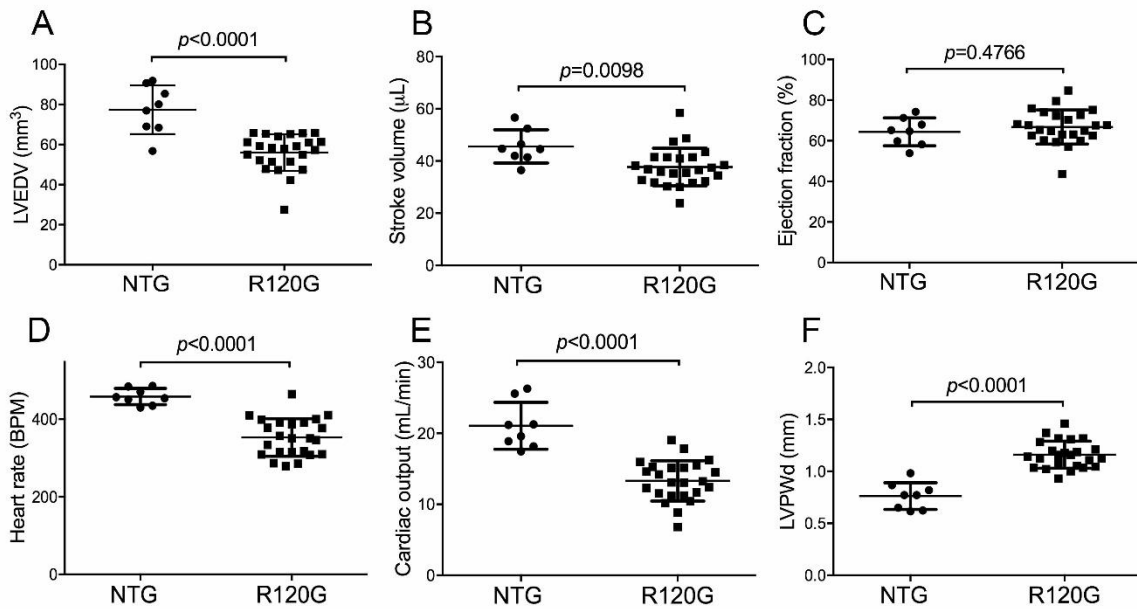 A
p<0.0001
LVEDV (mm³)
100
80
60
40
20
0
NTG
R120G
B
p=0.0098
Stroke volume (μL)
80
60
40
20
0
NTG
R120G
C
p=0.4766
Ejection fraction (%)
100
80
60
40
20
0
NTG
R120G
D
p<0.0001
Heart rate (BPM)
400
200
0
NTG
R120G
E
p<0.0001
Cardiac output (mL/min)
30
20
10
0
NTG
R120G
F
p<0.0001
LVPWd (mm)
2.0
1.5
1.0
0.5
0.0
NTG
R120G